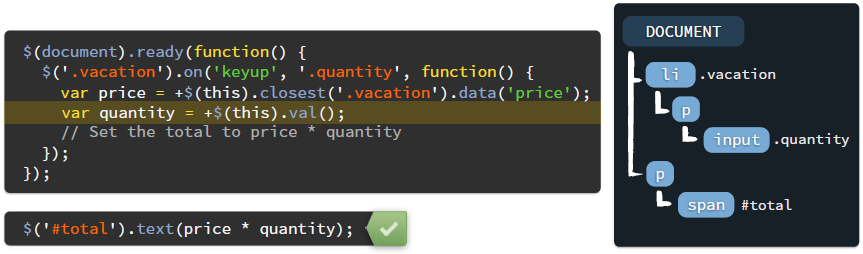 $(document).ready(function() {
$('.vacation').on('keyup', '.quantity', function() {
var price = +$(this).closest('.vacation').data('price');
var quantity = +$(this).val();
// Set the total to price * quantity
});
});
$('#total').text(price * quantity);
DOCUMENT
li .vacation
p
input .quantity
p
span #total